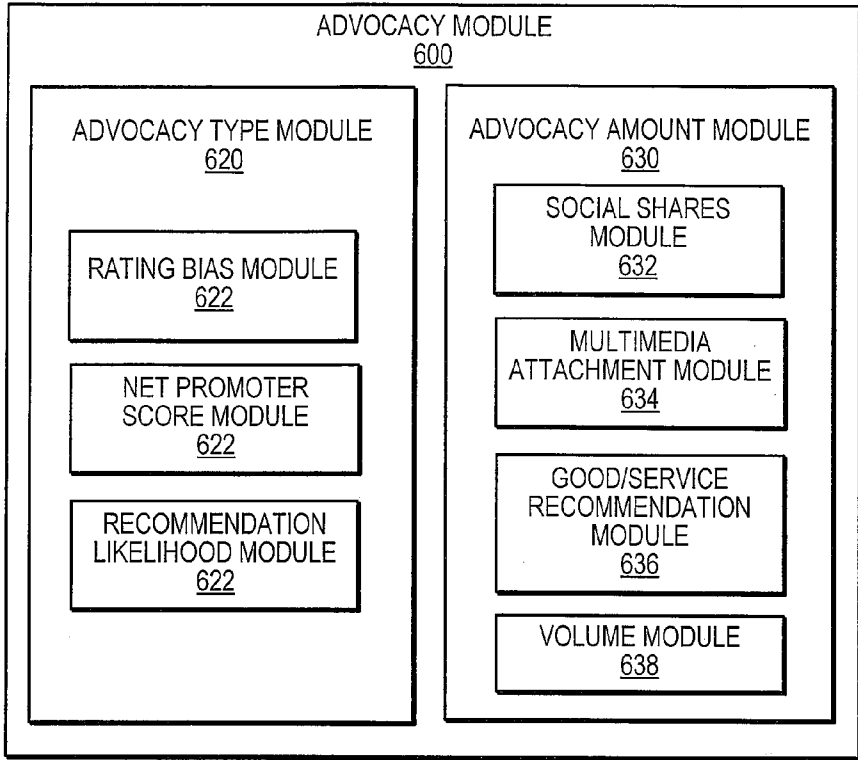 ADVOCACY MODULE
600
ADVOCACY TYPE MODULE
620
RATING BIAS MODULE
622
NET PROMOTER
SCORE MODULE
622
RECOMMENDATION
LIKELIHOOD MODULE
622
ADVOCACY AMOUNT MODULE
630
SOCIAL SHARES
MODULE
632
MULTIMEDIA
ATTACHMENT MODULE
634
GOOD/SERVICE
RECOMMENDATION
MODULE
636
VOLUME MODULE
638